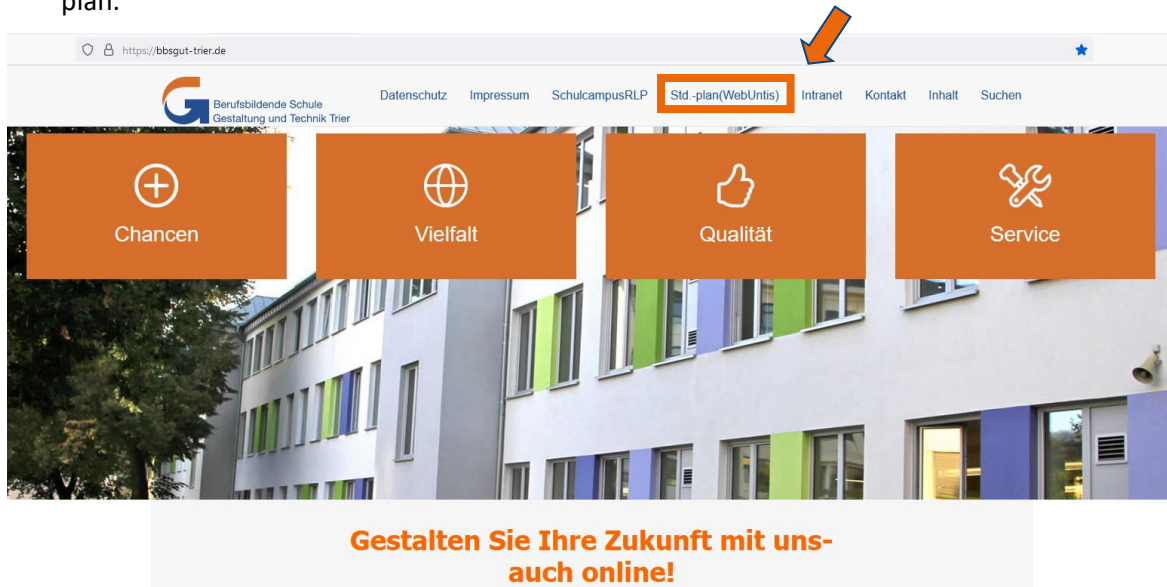 plan.
https://bbsgut-trier.de
Berufsbildende Schule
Gestaltung und Technik Trier
Datenschutz Impressum SchulcampusRLP Std.-plan(WebUntis) Intranet Kontakt Inhalt Suchen
Chancen Vielfalt Qualität Service
Gestalten Sie Ihre Zukunft mit uns-
auch online!